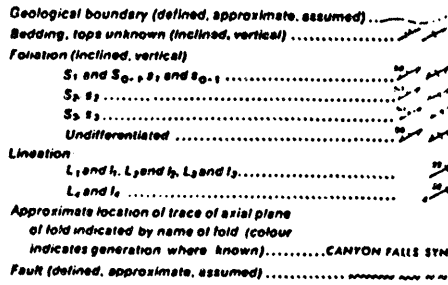 Geological boundary (defined, approximate, assumed)
Bedding, tops unknown (inclined, vertical)
Foliation (inclined, vertical)
S₁ and S₀₋₁, s₁ and s₀₋₁
S₂, s₂
S₃, s₃
Undifferentiated
Lineation
L₁ and l₁, L₂ and l₂, L₃ and l₃
L₄ and l₄
Approximate location of trace of axial plane
of fold indicated by name of fold (colour
indicates generation where known) CANYON FALLS SYN
Fault (defined, approximate, assumed)